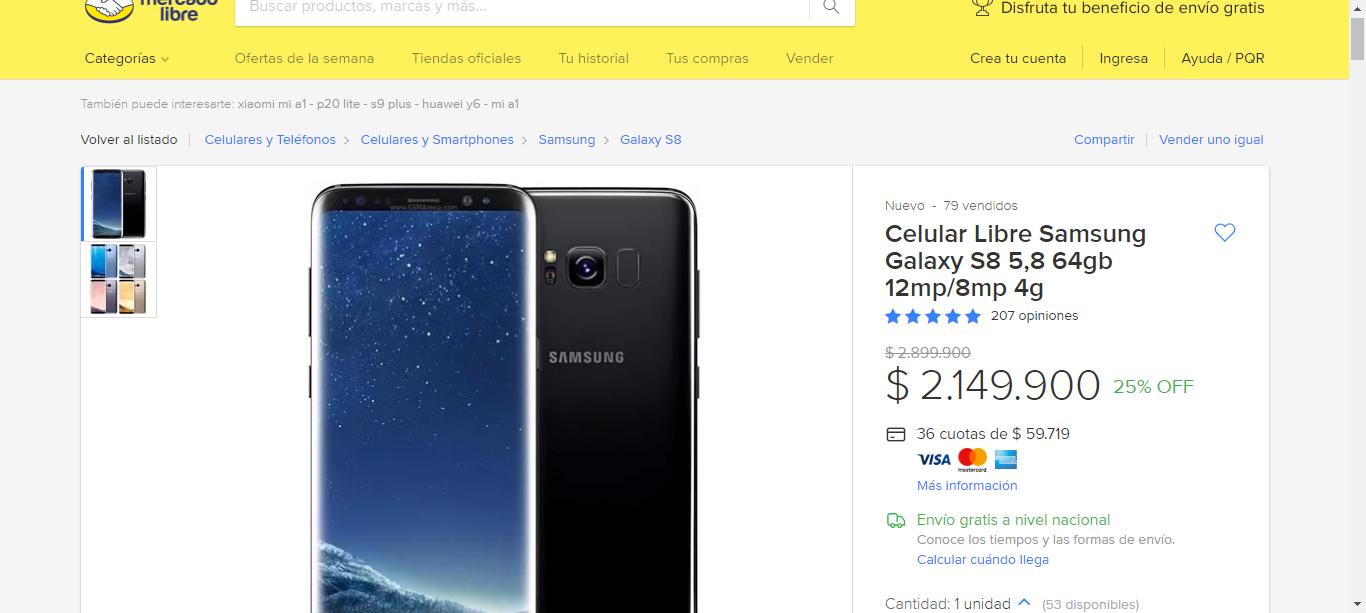 mercado
libre
Buscar productos, marcas y más...
Disfruta tu beneficio de envío gratis
Categorías
Ofertas de la semana
Tiendas oficiales
Tu historial
Tus compras
Vender
Crea tu cuenta
Ingresa
Ayuda / PQR
También puede interesarte: xiaomi mi a1 - p20 lite - s9 plus - huawei y6 - mi a1
Volver al listado
Celulares y Teléfonos > Celulares y Smartphones > Samsung > Galaxy S8
Compartir
Vender uno igual
www.GSMArena.com
SAMSUNG
Nuevo - 79 vendidos
Celular Libre Samsung
Galaxy S8 5,8 64gb
12mp/8mp 4g
207 opiniones
$ 2.899.900
$ 2.149.900 25% OFF
36 cuotas de $ 59.719
VISA mastercard
Más información
Envío gratis a nivel nacional
Conoce los tiempos y las formas de envío.
Calcular cuándo llega
Cantidad: 1 unidad (53 disponibles)